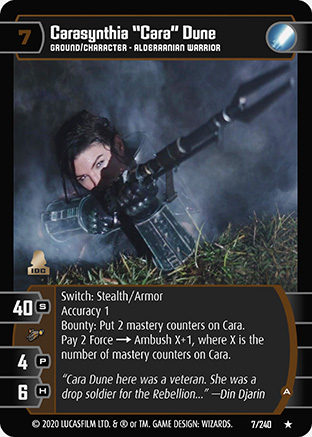 7
Carasynthia "Cara" Dune
GROUND/CHARACTER - ALDERAANIAN WARRIOR
IDC
40 S
4 P
6 H
Switch: Stealth/Armor
Accuracy 1
Bounty: Put 2 mastery counters on Cara.
Pay 2 Force → Ambush X+1, where X is the
number of mastery counters on Cara.
"Cara Dune here was a veteran. She was a
drop soldier for the Rebellion..." —Din Djarin
A
© 2020 LUCASFILM LTD. & ® OR TM. GAME DESIGN: WIZARDS. 7/240 ★